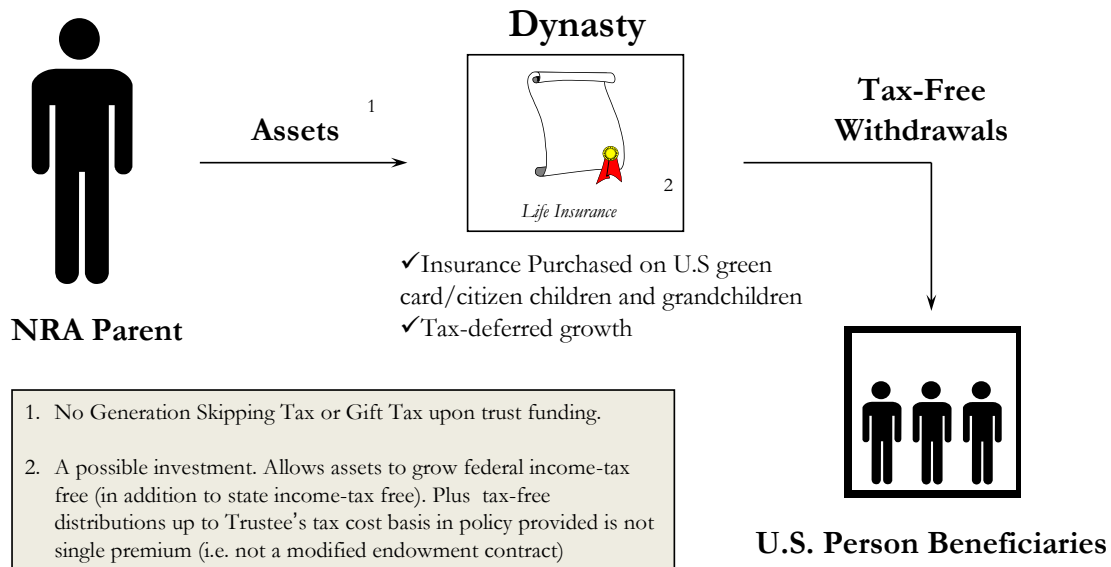 Dynasty
Assets
1
Tax-Free
Withdrawals
Life Insurance
2
✓Insurance Purchased on U.S green
card/citizen children and grandchildren
✓Tax-deferred growth
NRA Parent
1. No Generation Skipping Tax or Gift Tax upon trust funding.
2. A possible investment. Allows assets to grow federal income-tax
free (in addition to state income-tax free). Plus tax-free
distributions up to Trustee’s tax cost basis in policy provided is not
single premium (i.e. not a modified endowment contract)
U.S. Person Beneficiaries